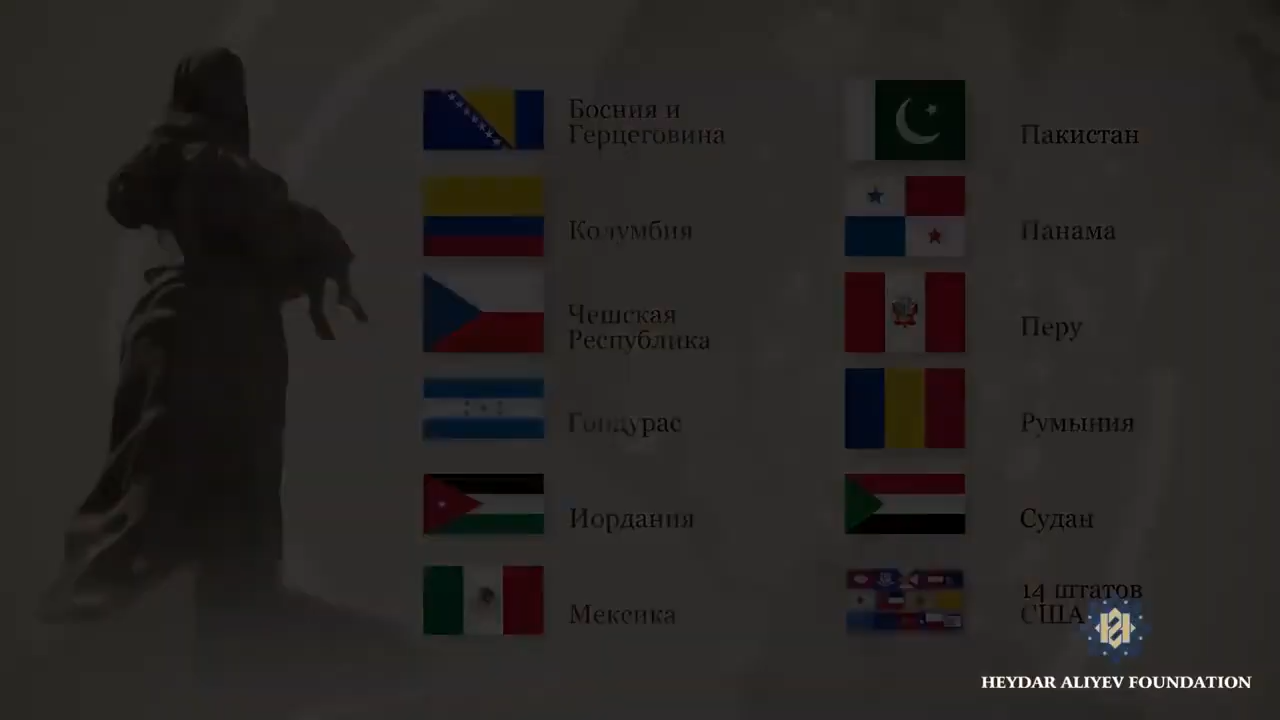 Босния и
Герцеговина
Колумбия
Чешская
Республика
Гондурас
Иордания
Мексика
Пакистан
Панама
Перу
Румыния
Судан
14 штатов
США
HEYDAR ALIYEV FOUNDATION